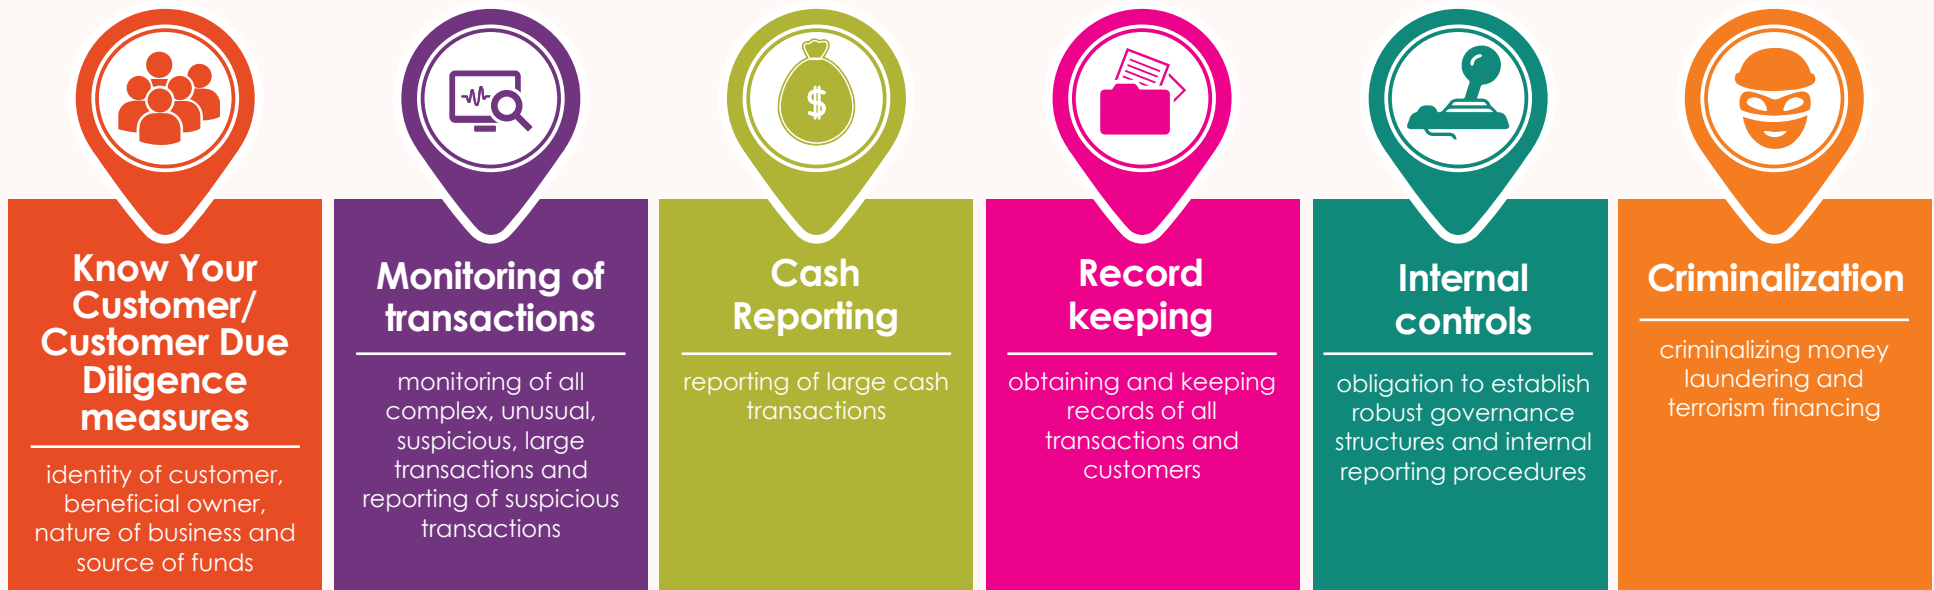 $
Know Your
Customer/
Customer Due
Diligence
measures
identity of customer,
beneficial owner,
nature of business and
source of funds
Monitoring of
transactions
monitoring of all
complex, unusual,
suspicious, large
transactions and
reporting of suspicious
transactions
Cash
Reporting
reporting of large cash
transactions
Record
keeping
obtaining and keeping
records of all
transactions and
customers
Internal
controls
obligation to establish
robust governance
structures and internal
reporting procedures
Criminalization
criminalizing money
laundering and
terrorism financing